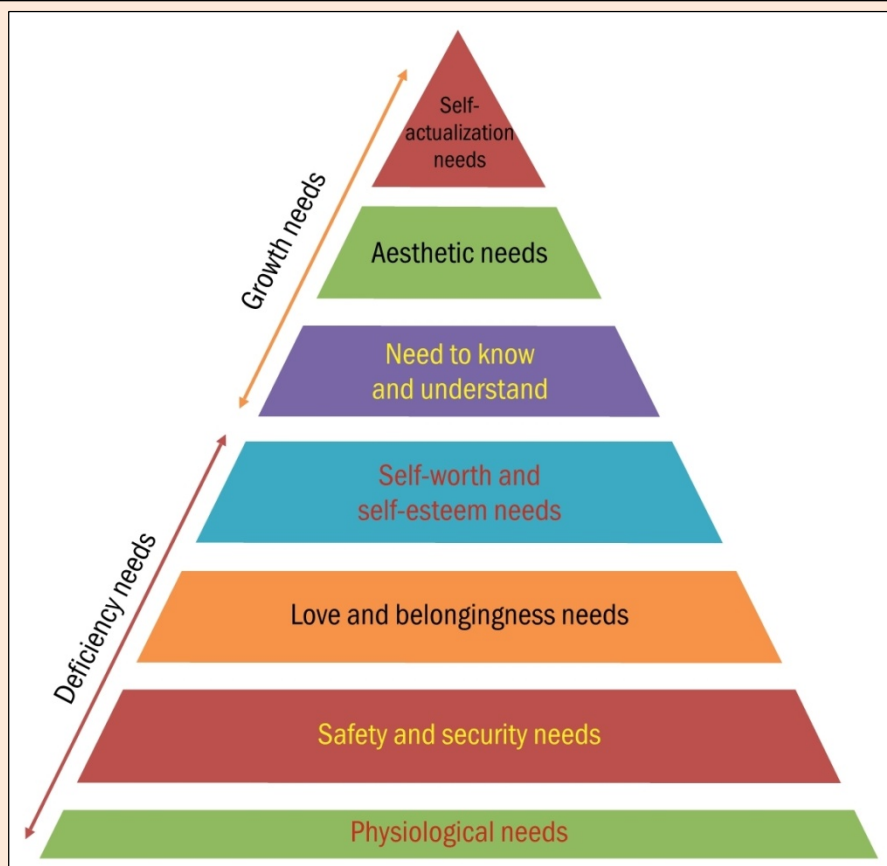 Self-
actualization
needs
Growth needs
Aesthetic needs
Need to know
and understand
Self-worth and
self-esteem needs
Deficiency needs
Love and belongingness needs
Safety and security needs
Physiological needs